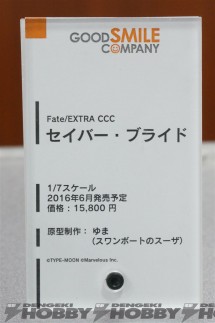 GOOD SMILE
COMPANY
Fate/EXTRA CCC
セイバー・ブライド
1/7スケール
2016年6月発売予定
価格：15,800 円
原型制作： ゆま
（スワンボートのスーザ）
©TYPE-MOON ©Marvelous Inc.
DENGEKI
HOBBY
DENGEKI
HOBBY
DENGEKI
HOBBY